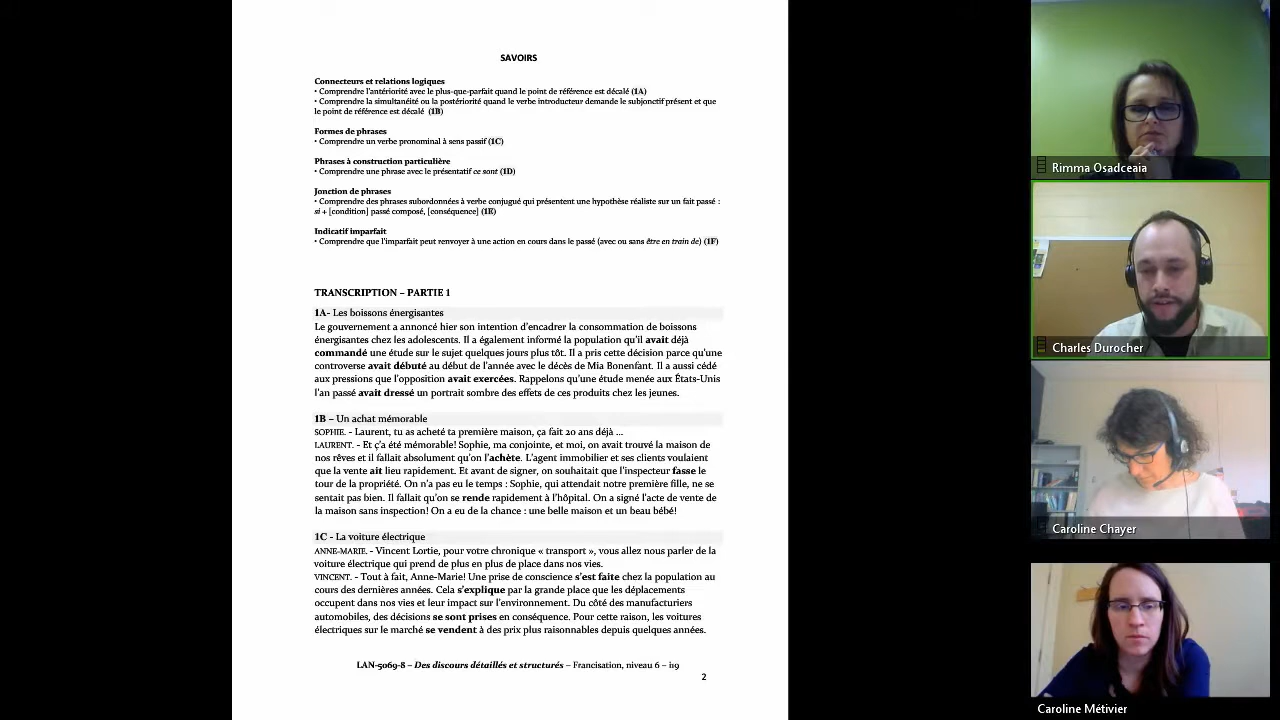 SAVOIRS
Connecteurs et relations logiques
• Comprendre l'antériorité avec le plus-que-parfait quand le point de référence est décalé (1A)
• Comprendre la simultanéité ou la postériorité quand le verbe introducteur demande le subjonctif présent et que
le point de référence est décalé (1B)
Formes de phrases
• Comprendre un verbe pronominal à sens passif (1C)
Phrases à construction particulière
• Comprendre une phrase avec le présentatif ce sont (1D)
Jonction de phrases
• Comprendre des phrases subordonnées à verbe conjugué qui présentent une hypothèse réaliste sur un fait passé :
si + [condition] passé composé, [conséquence] (1E)
Indicatif imparfait
• Comprendre que l'imparfait peut renvoyer à une action en cours dans le passé (avec ou sans être en train de) (1F)
TRANSCRIPTION – PARTIE 1
1A- Les boissons énergisantes
Le gouvernement a annoncé hier son intention d'encadrer la consommation de boissons
énergisantes chez les adolescents. Il a également informé la population qu'il avait déjà
commandé une étude sur le sujet quelques jours plus tôt. Il a pris cette décision parce qu'une
controverse avait débuté au début de l'année avec le décès de Mia Bonenfant. Il a aussi cédé
aux pressions que l'opposition avait exercées. Rappelons qu'une étude menée aux États-Unis
l'an passé avait dressé un portrait sombre des effets de ces produits chez les jeunes.
1B – Un achat mémorable
SOPHIE. - Laurent, tu as acheté ta première maison, ça fait 20 ans déjà ...
LAURENT. - Et ç'a été mémorable! Sophie, ma conjointe, et moi, on avait trouvé la maison de
nos rêves et il fallait absolument qu'on l'achète. L'agent immobilier et ses clients voulaient
que la vente ait lieu rapidement. Et avant de signer, on souhaitait que l'inspecteur fasse le
tour de la propriété. On n'a pas eu le temps : Sophie, qui attendait notre première fille, ne se
sentait pas bien. Il fallait qu'on se rende rapidement à l'hôpital. On a signé l'acte de vente de
la maison sans inspection! On a eu de la chance : une belle maison et un beau bébé!
1C - La voiture électrique
ANNE-MARIE. - Vincent Lortie, pour votre chronique « transport », vous allez nous parler de la
voiture électrique qui prend de plus en plus de place dans nos vies.
VINCENT. - Tout à fait, Anne-Marie! Une prise de conscience s'est faite chez la population au
cours des dernières années. Cela s'explique par la grande place que les déplacements
occupent dans nos vies et leur impact sur l'environnement. Du côté des manufacturiers
automobiles, des décisions se sont prises en conséquence. Pour cette raison, les voitures
électriques sur le marché se vendent à des prix plus raisonnables depuis quelques années.
LAN-5069-8 – Des discours détaillés et structurés – Francisation, niveau 6 – i19
2
Rimma Osadceaia
Charles Durocher
Caroline Chayer
Caroline Métivier